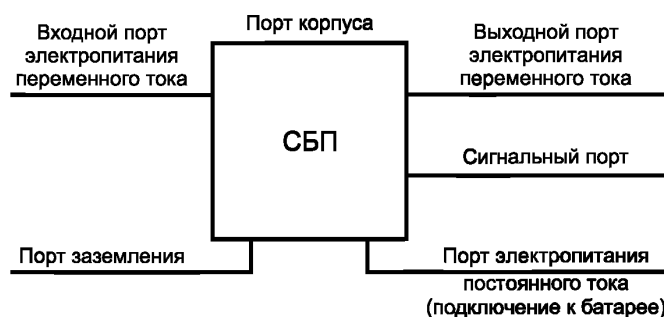 Порт корпуса
Входной порт
электропитания
переменного тока
Выходной порт
электропитания
переменного тока
СБП
Сигнальный порт
Порт заземления
Порт электропитания
постоянного тока
(подключение к батарее)